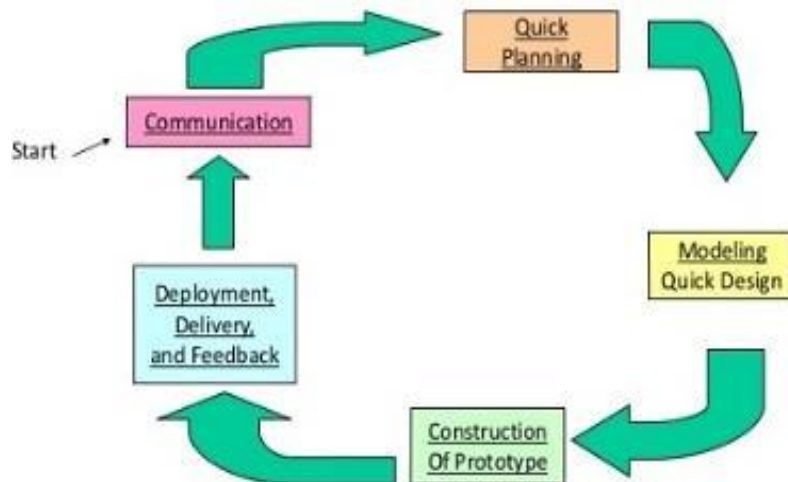 Quick
Planning
Communication
Start
Modeling
Quick Design
Deployment,
Delivery,
and Feedback
Construction
Of Prototype